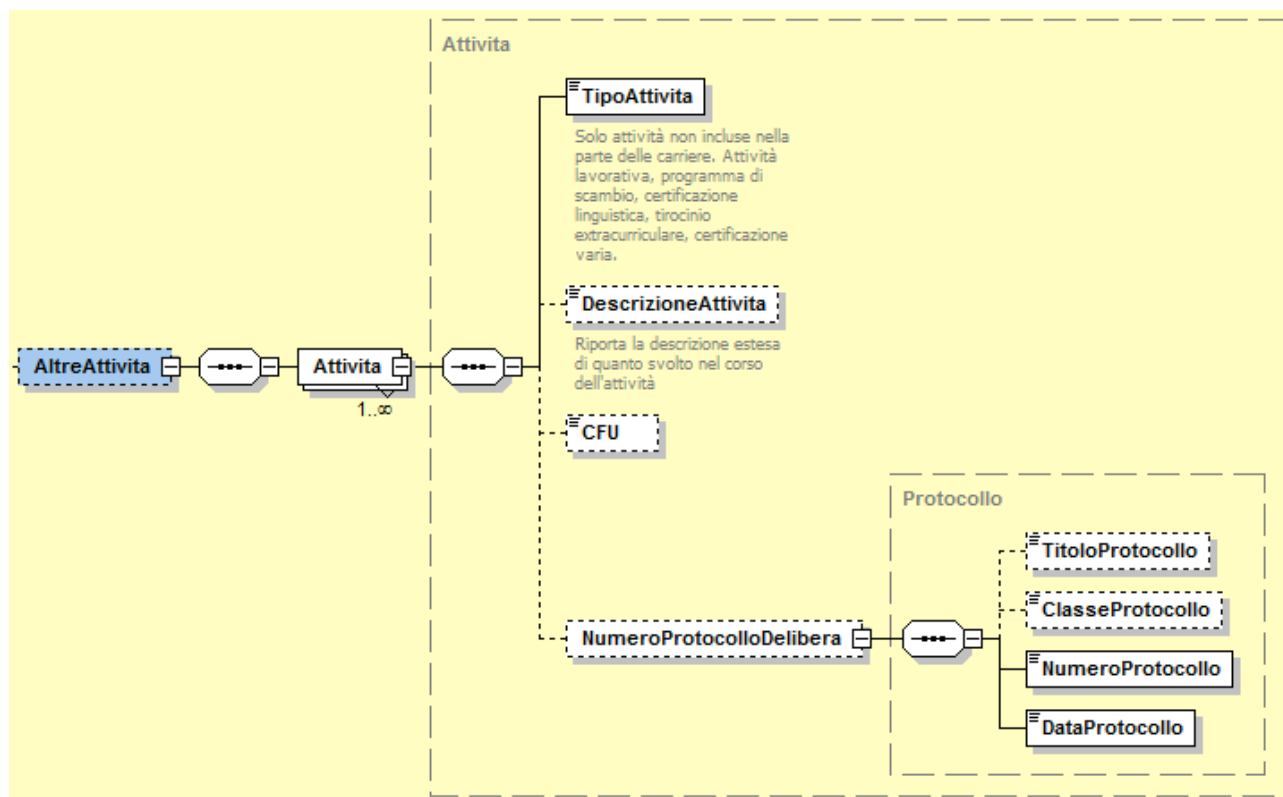 Attivita
TipoAttivita
Solo attività non incluse nella
parte delle carriere. Attività
lavorativa, programma di
scambio, certificazione
linguistica, tirocinio
extracurriculare, certificazione
varia.
DescrizioneAttivita
Riporta la descrizione estesa
di quanto svolto nel corso
dell'attività
AltreAttivita
Attivita
1..∞
CFU
Protocollo
TitoloProtocollo
ClasseProtocollo
NumeroProtocolloDelibera
NumeroProtocollo
DataProtocollo